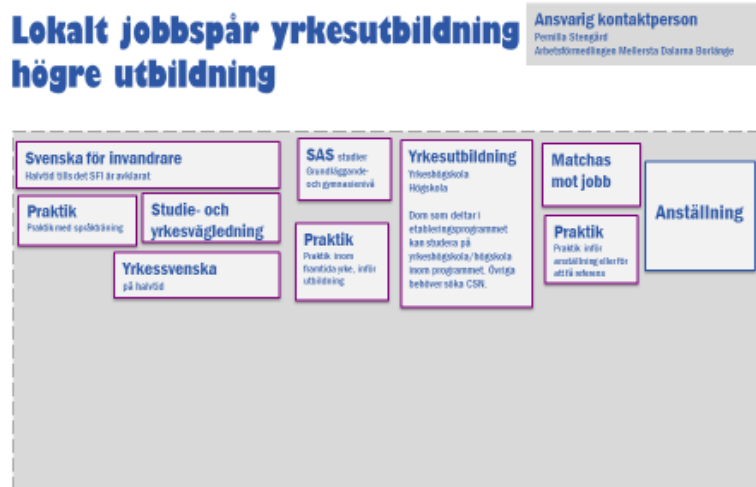 Lokalt jobbspår yrkesutbildning
högre utbildning
Ansvarig kontaktperson
Pernilla Stengård
Arbetsförmedlingen Mellersta Dalarna Borlänge
Svenska för invandrare
Halvtid tills det SFI är avklarat
Praktik
Praktik med språkträning
Studie- och
yrkesvägledning
Yrkessvenska
på halvtid
SAS studier
Grundläggande-
och gymnasienivå
Praktik
Praktik inom
framtida yrke, inför
utbildning
Yrkesutbildning
Yrkeshögskola
Högskola
Dom som deltar i
etableringsprogrammet
kan studera på
yrkeshögskola/högskola
inom programmet. Övriga
behöver söka CSN.
Matchas
mot jobb
Praktik
Praktik inför
anställning eller för
att få referens
Anställning